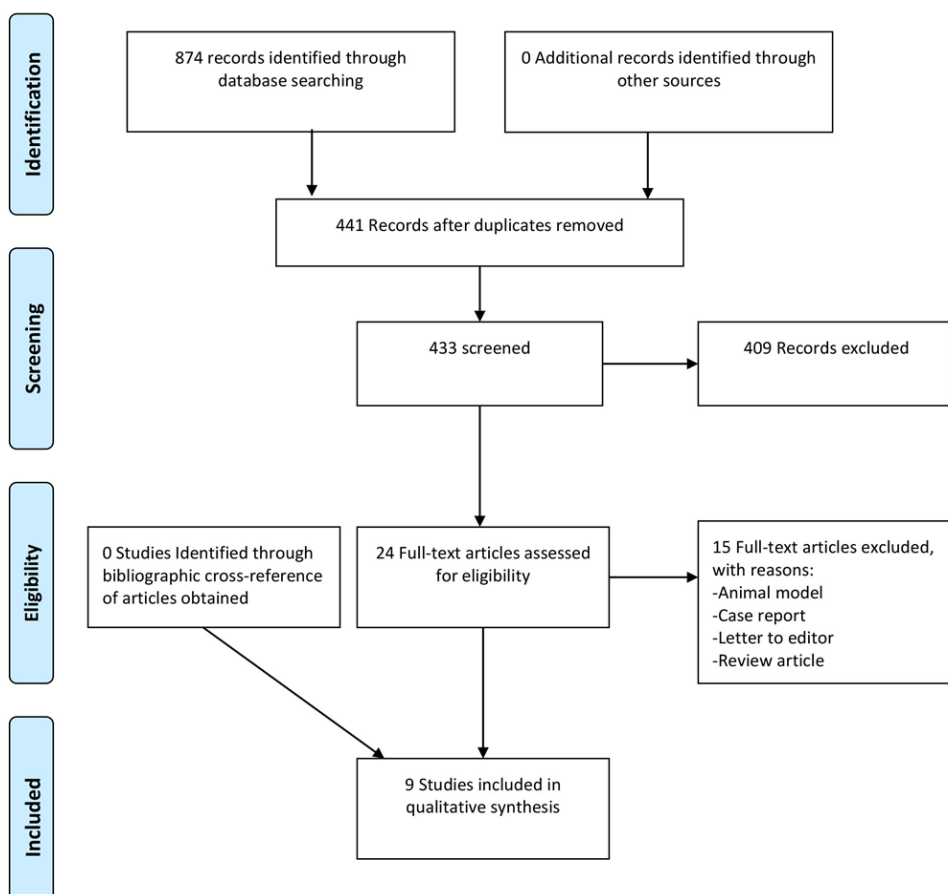 Identification
874 records identified through
database searching
0 Additional records identified through
other sources
441 Records after duplicates removed
Screening
433 screened
409 Records excluded
Eligibility
0 Studies Identified through
bibliographic cross-reference
of articles obtained
24 Full-text articles assessed
for eligibility
15 Full-text articles excluded,
with reasons:
-Animal model
-Case report
-Letter to editor
-Review article
Included
9 Studies included in
qualitative synthesis